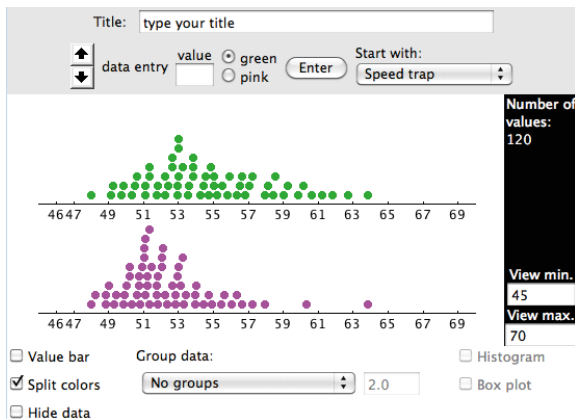 Title: type your title
value green Start with:
data entry pink Enter Speed trap
Number of
values:
120
46 47 49 51 53 55 57 59 61 63 65 67 69
46 47 49 51 53 55 57 59 61 63 65 67 69
View min.
45
View max.
70
Value bar Group data: Histogram
Split colors No groups 2.0 Box plot
Hide data